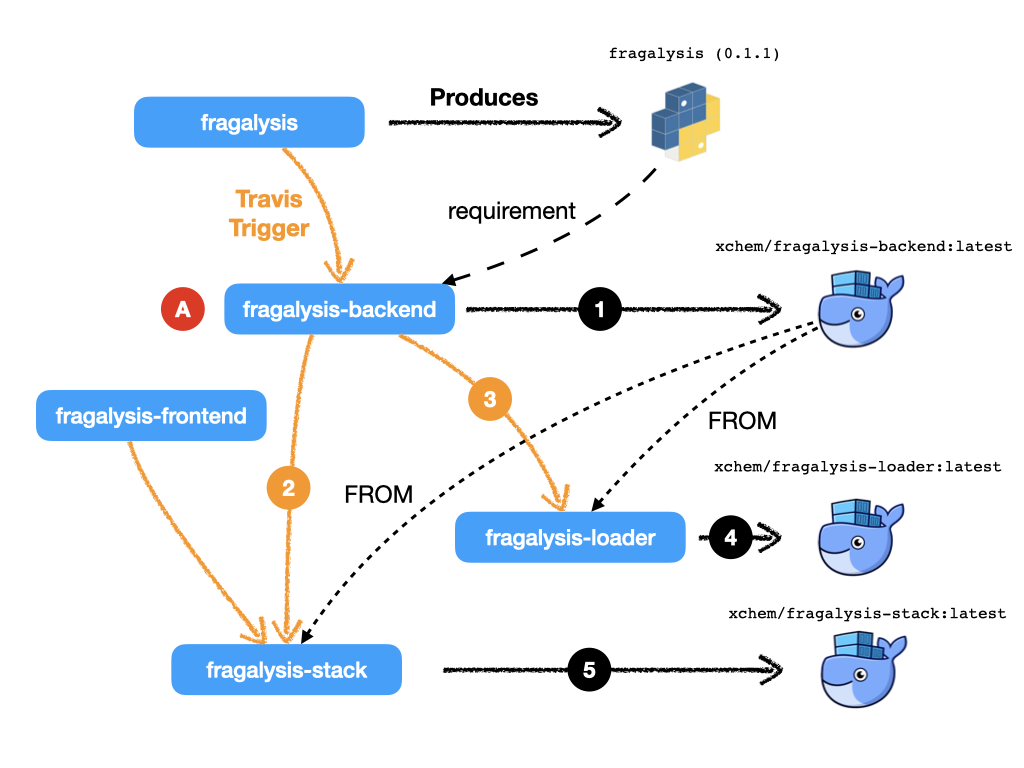 fragalysis (0.1.1)
Produces
fragalysis
Travis
Trigger
requirement
xchem/fragalysis-backend:latest
A
fragalysis-backend
1
3
fragalysis-frontend
FROM
xchem/fragalysis-loader:latest
2
FROM
fragalysis-loader
4
xchem/fragalysis-stack:latest
fragalysis-stack
5